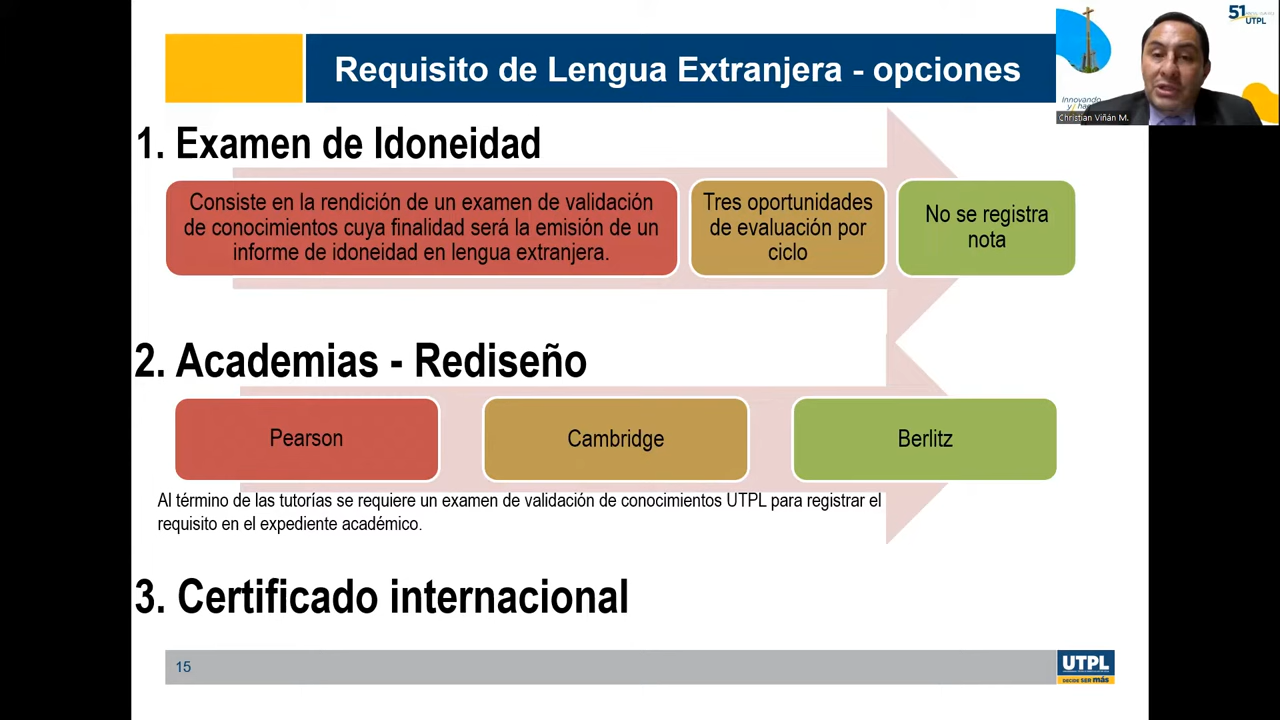 Requisito de Lengua Extranjera - opciones
51
UTPL
Innovando
Christian Viñán M.
1. Examen de Idoneidad
Consiste en la rendición de un examen de validación
de conocimientos cuya finalidad será la emisión de un
informe de idoneidad en lengua extranjera.
Tres oportunidades
de evaluación por
ciclo
No se registra
nota
2. Academias - Rediseño
Pearson
Cambridge
Berlitz
Al término de las tutorías se requiere un examen de validación de conocimientos UTPL para registrar el
requisito en el expediente académico.
3. Certificado internacional
15
UTPL
DECIDE SER más